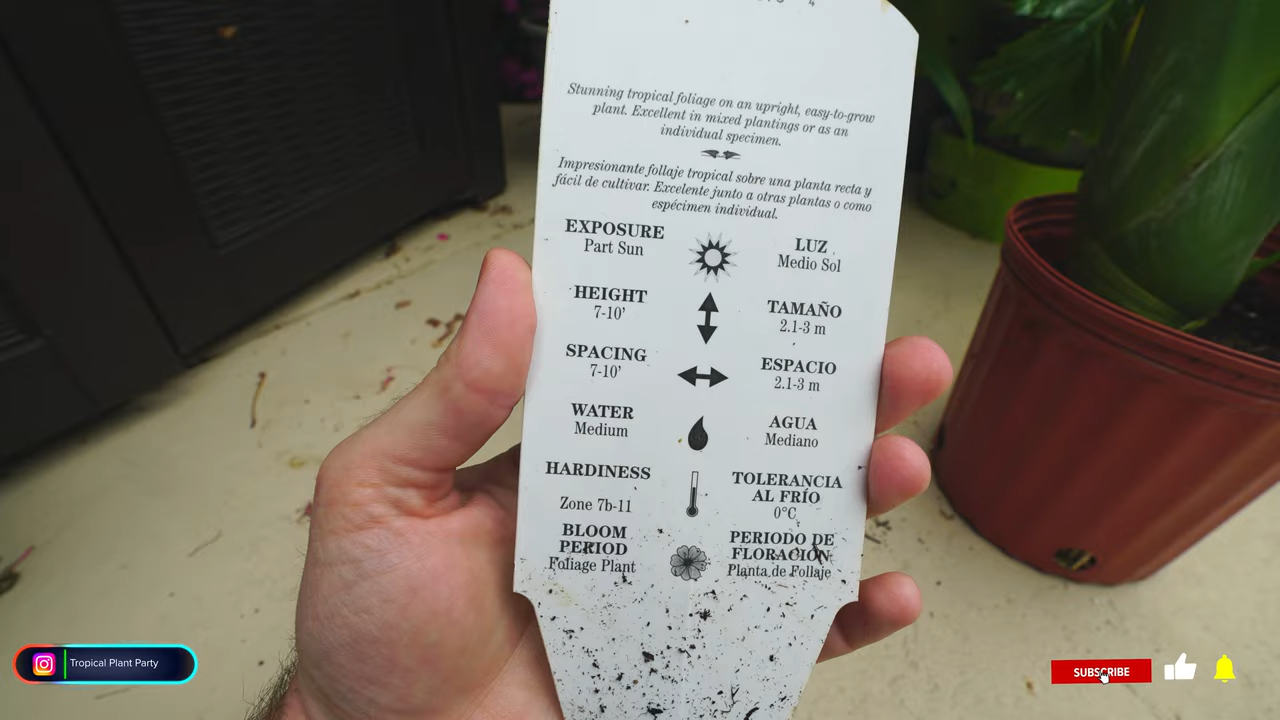 Stunning tropical foliage on an upright, easy-to-grow
plant. Excellent in mixed plantings or as an
individual specimen.
Impresionante follaje tropical sobre una planta recta y
fácil de cultivar. Excelente junto a otras plantas o como
espécimen individual.
EXPOSURE
Part Sun
LUZ
Medio Sol
HEIGHT
7-10'
TAMAÑO
2.1-3 m
SPACING
7-10'
ESPACIO
2.1-3 m
WATER
Medium
AGUA
Mediano
HARDINESS
Zone 7b-11
TOLERANCIA
AL FRÍO
0°C
BLOOM
PERIOD
Foliage Plant
PERIODO DE
FLORACIÓN
Planta de Follaje
Tropical Plant Party
SUBSCRIBE